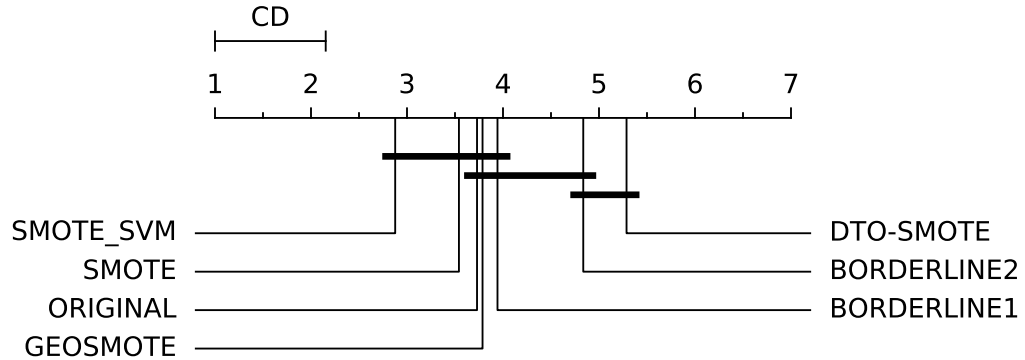 CD
1 2 3 4 5 6 7
SMOTE_SVM
DTO-SMOTE
SMOTE
BORDERLINE2
ORIGINAL
BORDERLINE1
GEOSMOTE